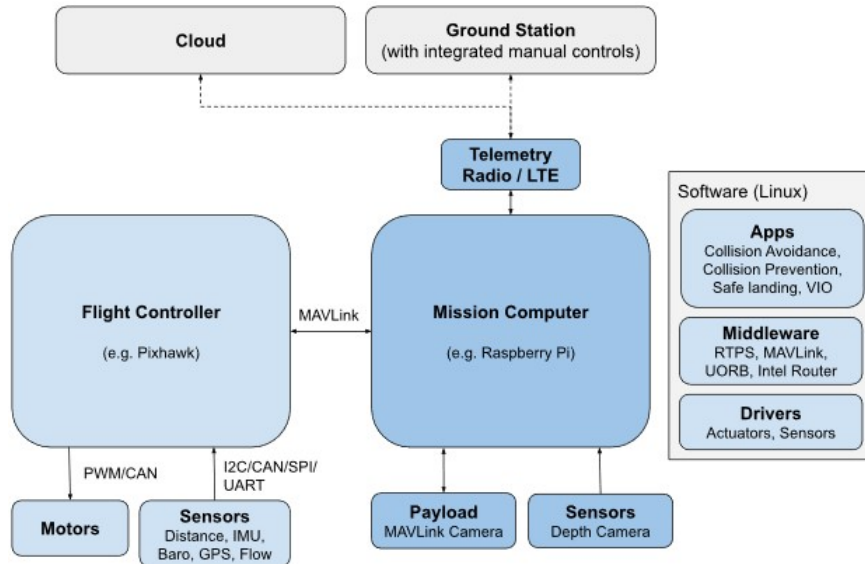 Cloud
Ground Station
(with integrated manual controls)
Telemetry
Radio / LTE
Software (Linux)
Apps
Collision Avoidance,
Collision Prevention,
Safe landing, VIO
Flight Controller
(e.g. Pixhawk)
MAVLink
Mission Computer
(e.g. Raspberry Pi)
Middleware
RTPS, MAVLink,
UORB, Intel Router
Drivers
Actuators, Sensors
PWM/CAN
I2C/CAN/SPI/
UART
Motors
Sensors
Distance, IMU,
Baro, GPS, Flow
Payload
MAVLink Camera
Sensors
Depth Camera